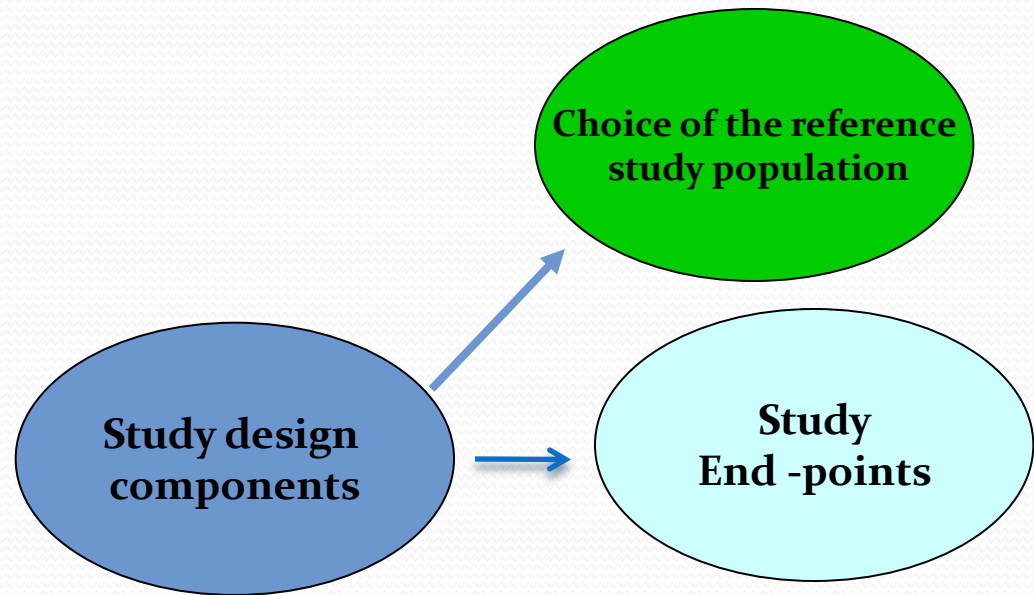 Choice of the reference
study population
Study design
components
Study
End -points